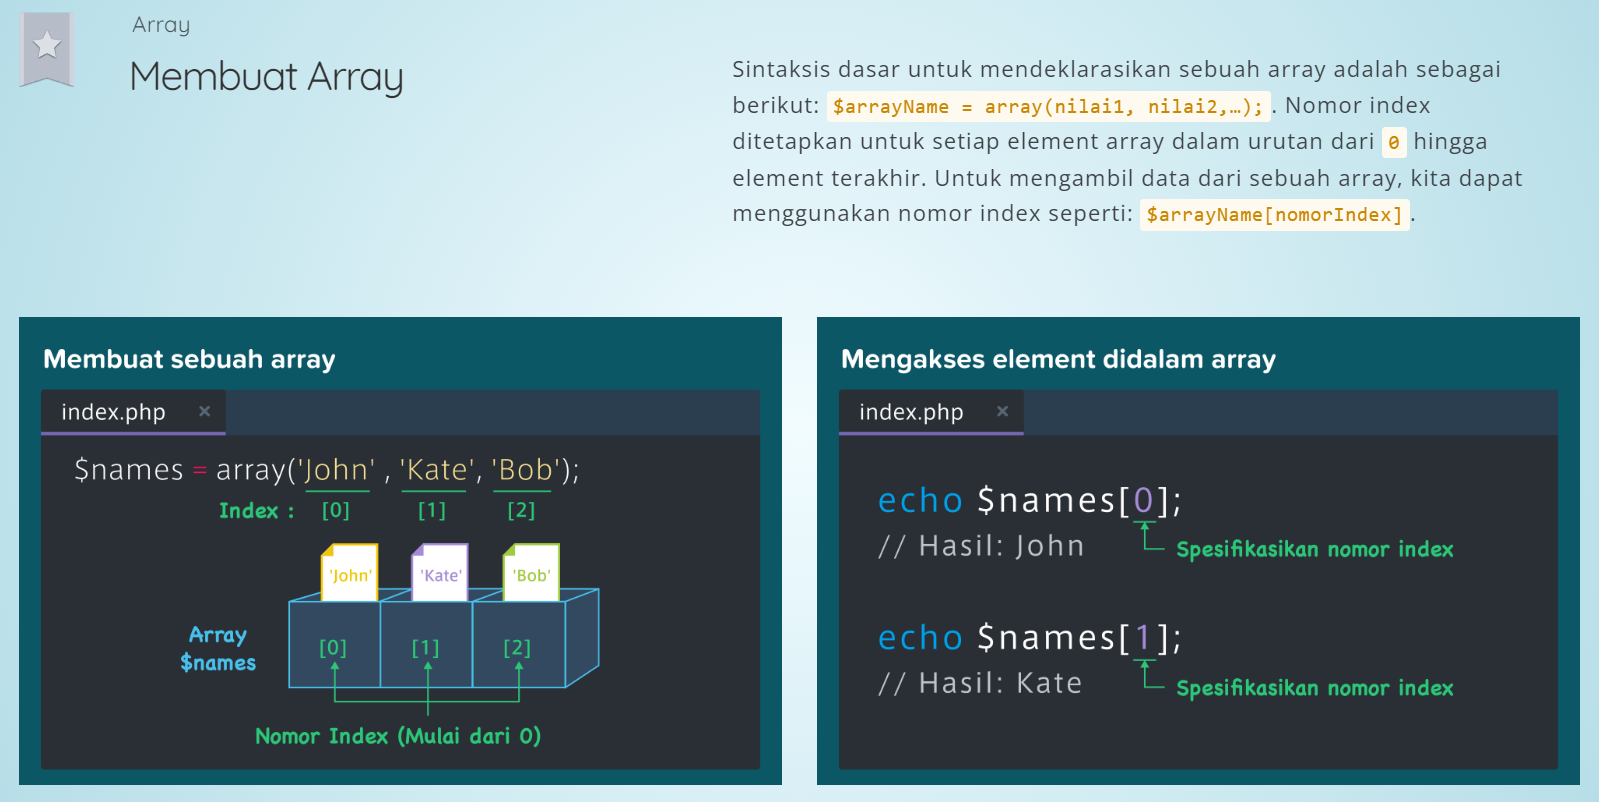 Array
Membuat Array
Sintaksis dasar untuk mendeklarasikan sebuah array adalah sebagai
berikut: $arrayName = array(nilai1, nilai2,…);. Nomor index
ditetapkan untuk setiap element array dalam urutan dari 0 hingga
element terakhir. Untuk mengambil data dari sebuah array, kita dapat
menggunakan nomor index seperti: $arrayName[nomorIndex].
Membuat sebuah array
index.php ×
$names = array('John' , 'Kate', 'Bob');
Index : [0] [1] [2]
'John' 'Kate' 'Bob'
Array
$names
[0] [1] [2]
Nomor Index (Mulai dari 0)
Mengakses element didalam array
index.php ×
echo $names[0];
// Hasil: John
Spesifikasikan nomor index
echo $names[1];
// Hasil: Kate
Spesifikasikan nomor index